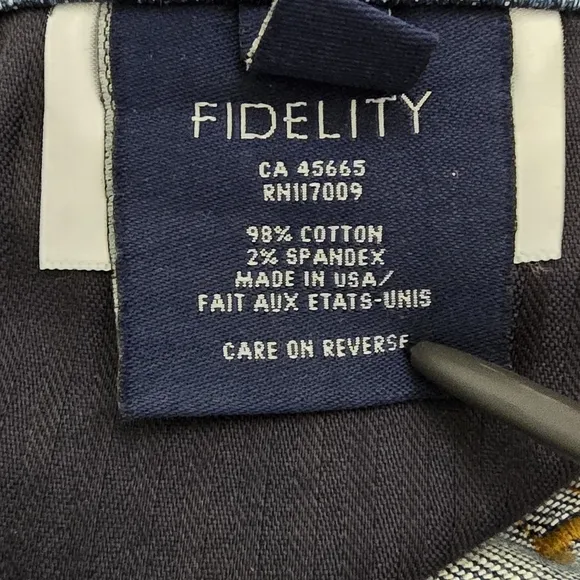 FIDELITY
CA 45665
RN117009
98% COTTON
2% SPANDEX
MADE IN USA/
FAIT AUX ETATS-UNIS
CARE ON REVERSE